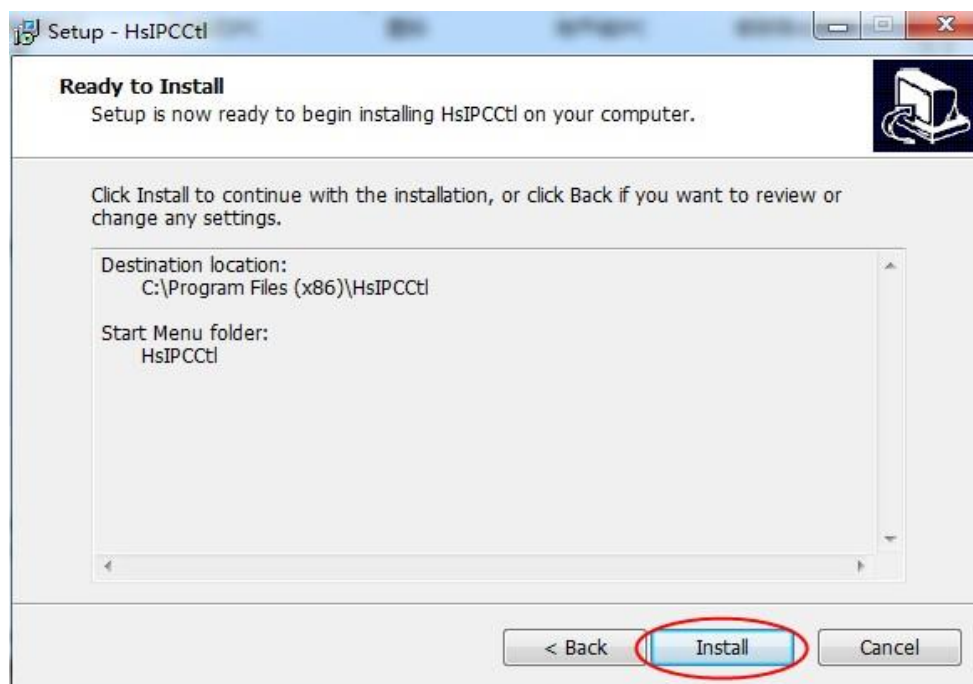 Setup - HsIPCCtl
Ready to Install
Setup is now ready to begin installing HsIPCCtl on your computer.
Click Install to continue with the installation, or click Back if you want to review or
change any settings.
Destination location:
C:\Program Files (x86)\HsIPCCtl
Start Menu folder:
HsIPCCtl
< Back
Install
Cancel